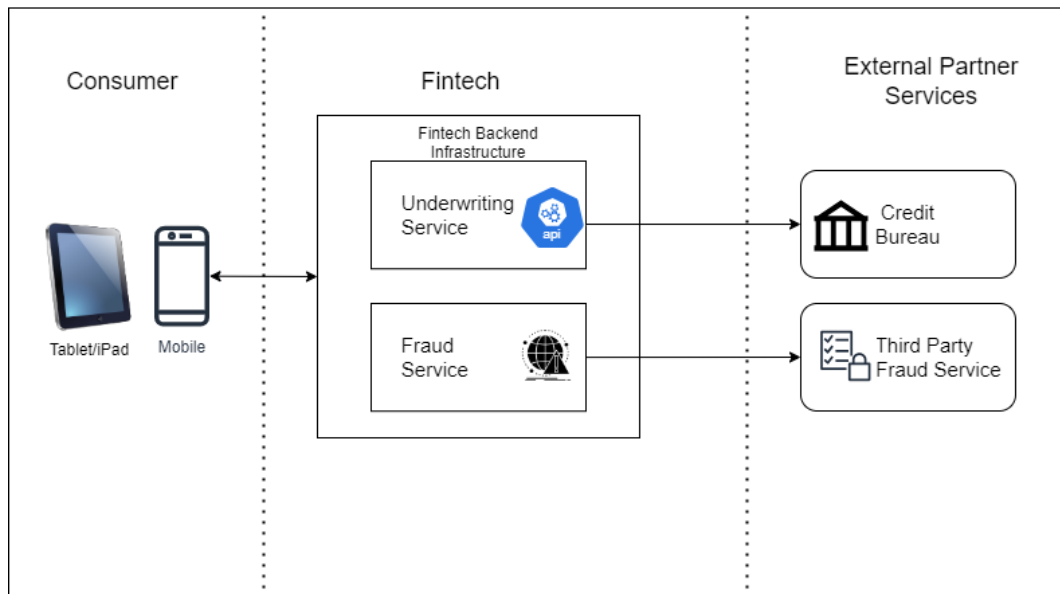 Consumer
Fintech
External Partner
Services
Fintech Backend
Infrastructure
Underwriting
Service
api
Credit
Bureau
Tablet/iPad
Mobile
Fraud
Service
Third Party
Fraud Service